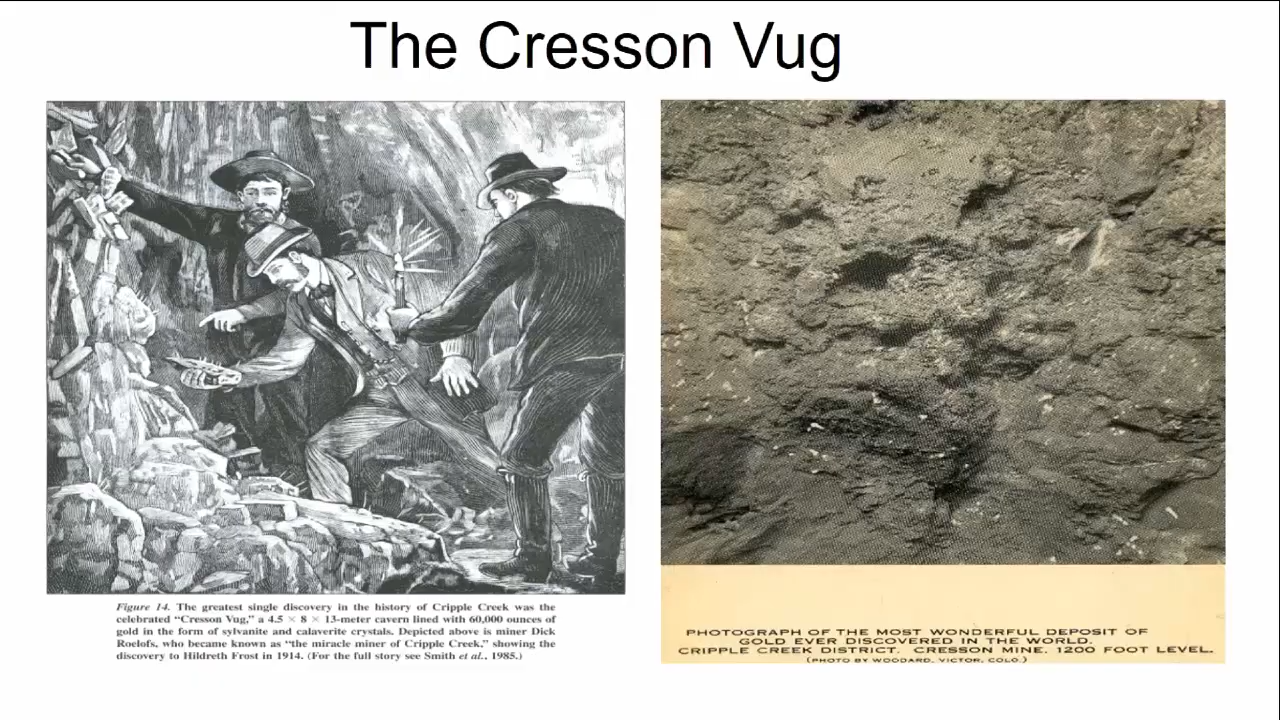 The Cresson Vug
Figure 14. The greatest single discovery in the history of Cripple Creek was the
celebrated “Cresson Vug,” a 4.5 × 8 × 13-meter cavern lined with 60,000 ounces of
gold in the form of sylvanite and calaverite crystals. Depicted above is miner Dick
Roelofs, who became known as “the miracle miner of Cripple Creek,” showing the
discovery to Hildreth Frost in 1914. (For the full story see Smith et al., 1985.)
PHOTOGRAPH OF THE MOST WONDERFUL DEPOSIT OF
GOLD EVER DISCOVERED IN THE WORLD.
CRIPPLE CREEK DISTRICT. CRESSON MINE. 1200 FOOT LEVEL.
(PHOTO BY WOODARD, VICTOR, COLO.)